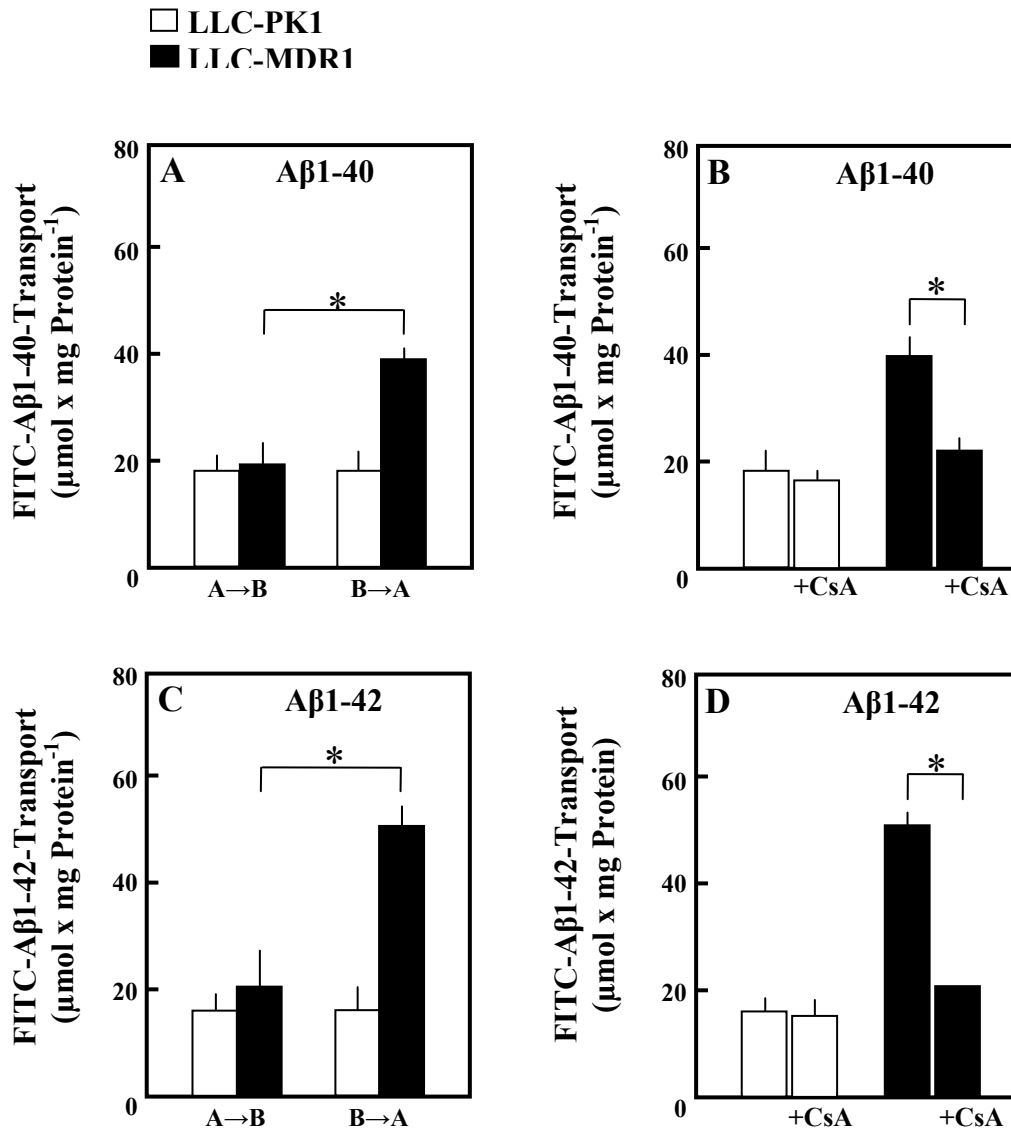 LLC-PK1
LLC-MDR1
A Aβ1-40
80
60
40
20
0
FITC-Aβ1-40-Transport
(µmol x mg Protein⁻¹)
*
A→B B→A
B Aβ1-40
80
60
40
20
0
FITC-Aβ1-40-Transport
(µmol x mg Protein⁻¹)
*
+CsA +CsA
C Aβ1-42
80
60
40
20
0
FITC-Aβ1-42-Transport
(µmol x mg Protein⁻¹)
*
A→B B→A
D Aβ1-42
80
60
40
20
0
FITC-Aβ1-42-Transport
(µmol x mg Protein)
*
+CsA +CsA